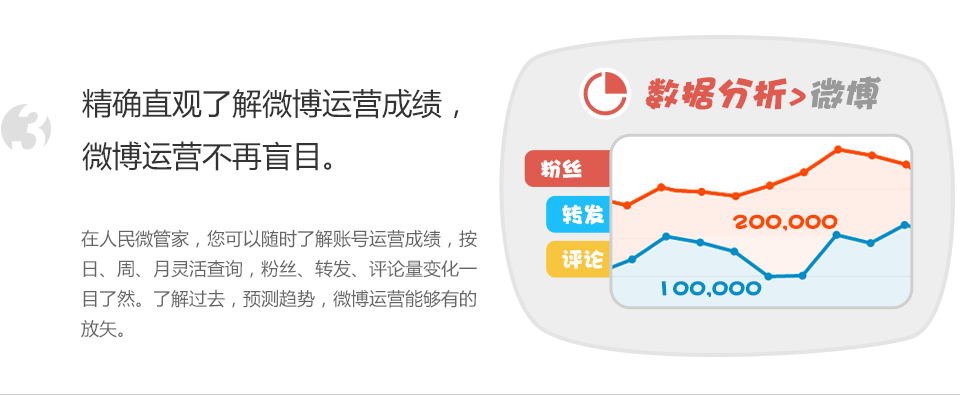 3
精确直观了解微博运营成绩，
微博运营不再盲目。
在人民微管家，您可以随时了解账号运营成绩，按
日、周、月灵活查询，粉丝、转发、评论量变化一
目了然。了解过去，预测趋势，微博运营能够有的
放矢。
数据分析>微博
粉丝
转发
评论
200,000
100,000